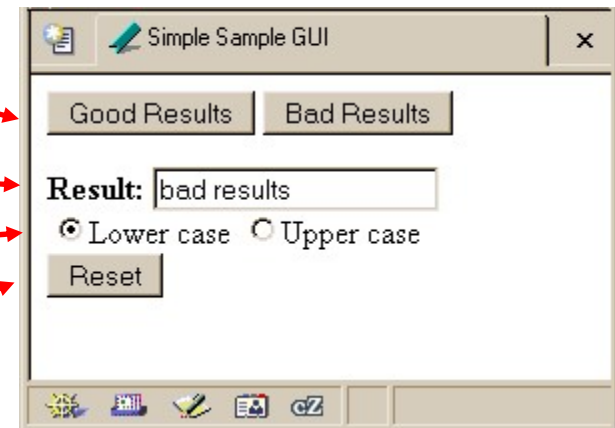 Simple Sample GUI
Good Results Bad Results
Result: bad results
Lower case Upper case
Reset